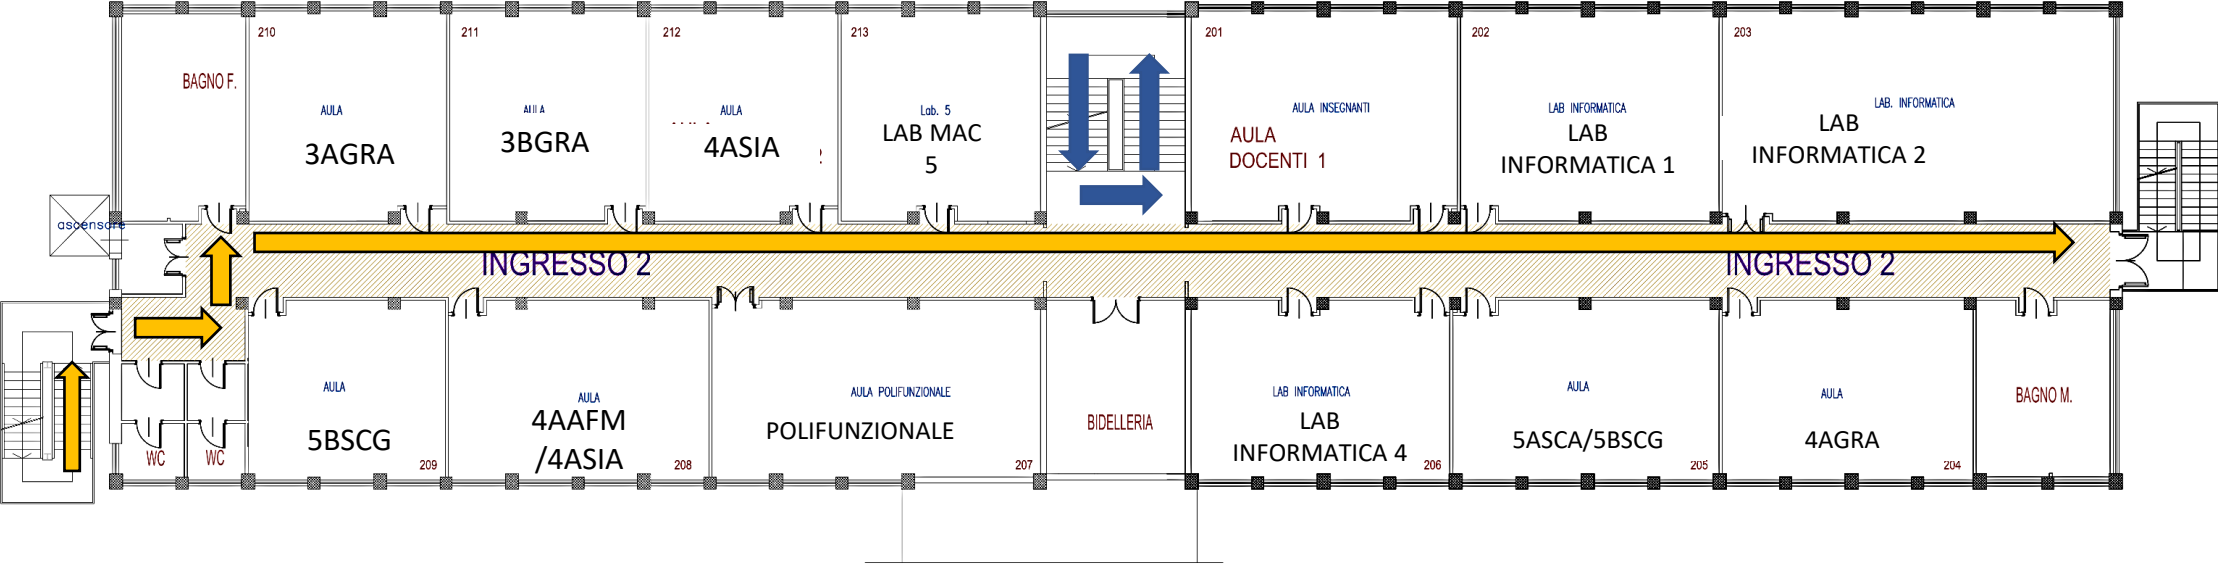 210
211
212
213
201
202
203
BAGNO F.
AULA
3AGRA
AULA
3BGRA
AULA
4ASIA
Lab. 5
LAB MAC
5
AULA INSEGNANTI
AULA
DOCENTI 1
LAB INFORMATICA
LAB
INFORMATICA 1
LAB. INFORMATICA
LAB
INFORMATICA 2
ascensore
INGRESSO 2
INGRESSO 2
WC
WC
AULA
5BSCG
209
AULA
4AAFM
/4ASIA
208
AULA POLIFUNZIONALE
POLIFUNZIONALE
207
BIDELLERIA
LAB INFORMATICA
LAB
INFORMATICA 4
206
AULA
5ASCA/5BSCG
205
AULA
4AGRA
204
BAGNO M.